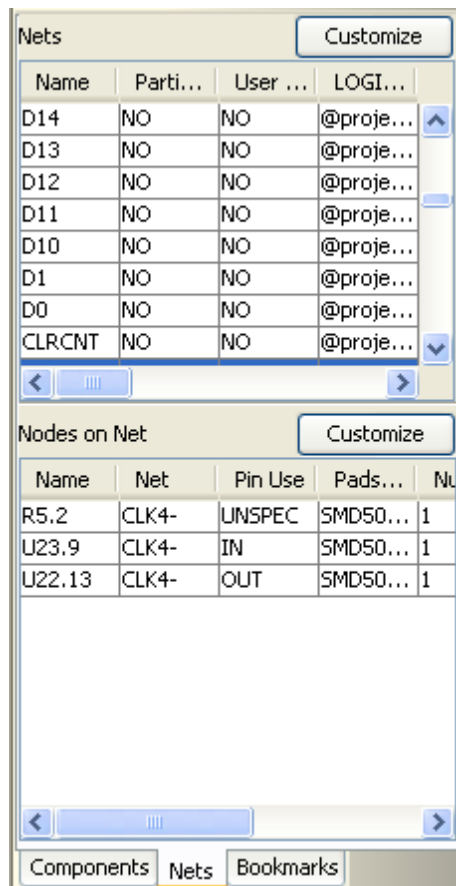 Nets Customize
Name Parti... User ... LOGI...
D14 NO NO @proje...
D13 NO NO @proje...
D12 NO NO @proje...
D11 NO NO @proje...
D10 NO NO @proje...
D1 NO NO @proje...
D0 NO NO @proje...
CLRCNT NO NO @proje...
Nodes on Net Customize
Name Net Pin Use Pads... Nu
R5.2 CLK4- UNSPEC SMD50... 1
U23.9 CLK4- IN SMD50... 1
U22.13 CLK4- OUT SMD50... 1
Components Nets Bookmarks